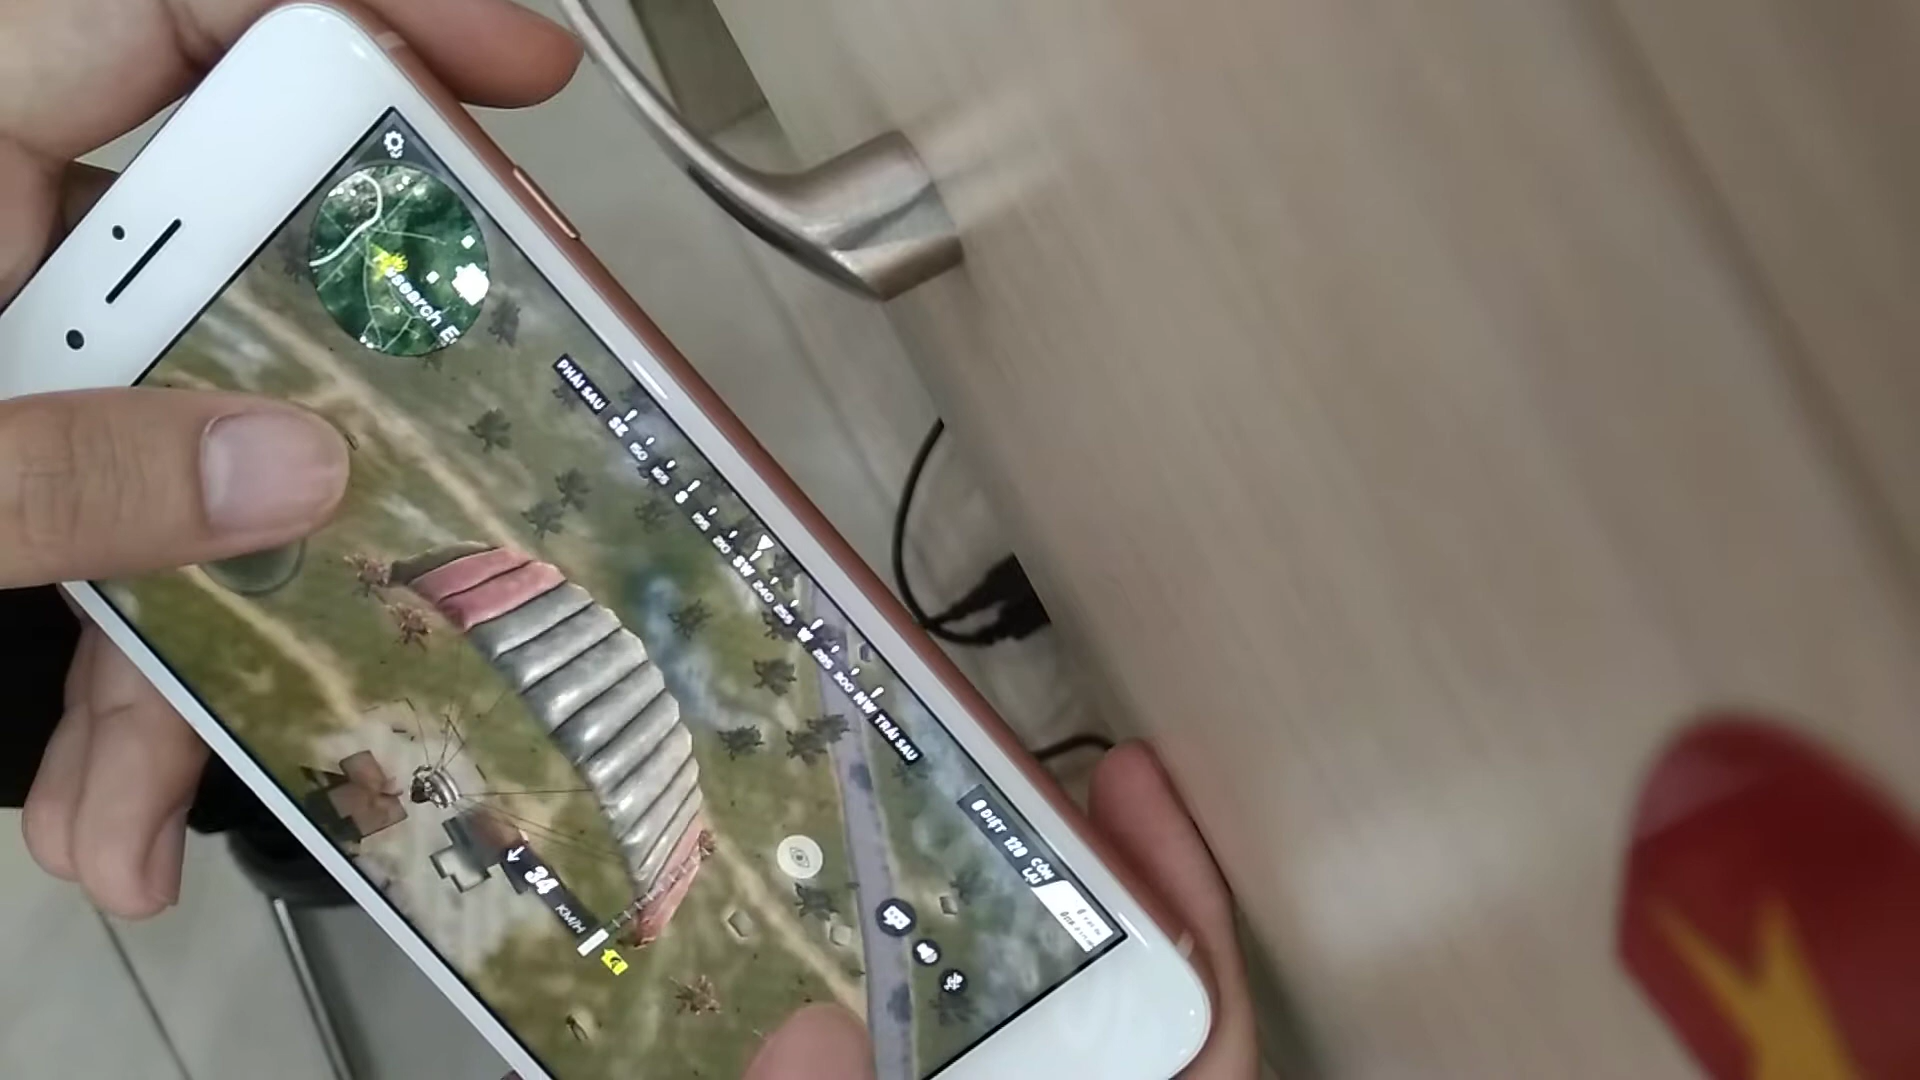 search E
PHẢI SAU SE 150 165 S 195 210 SW 240 255 W 285 300 NW TRÁI SAU
0 DIỆT 120 CÒN LẠI
34 KM/H